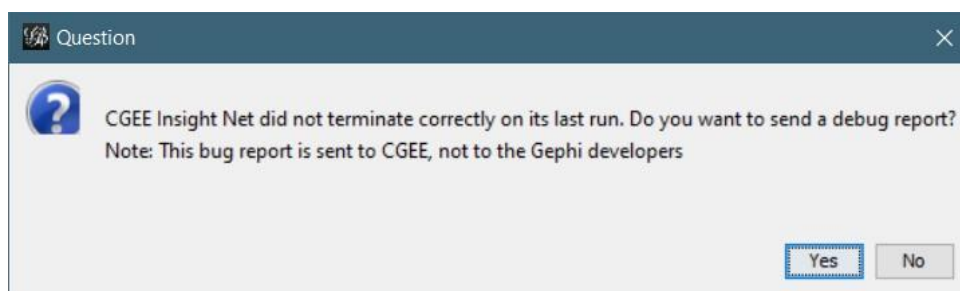 Question
CGEE Insight Net did not terminate correctly on its last run. Do you want to send a debug report?
Note: This bug report is sent to CGEE, not to the Gephi developers
Yes No